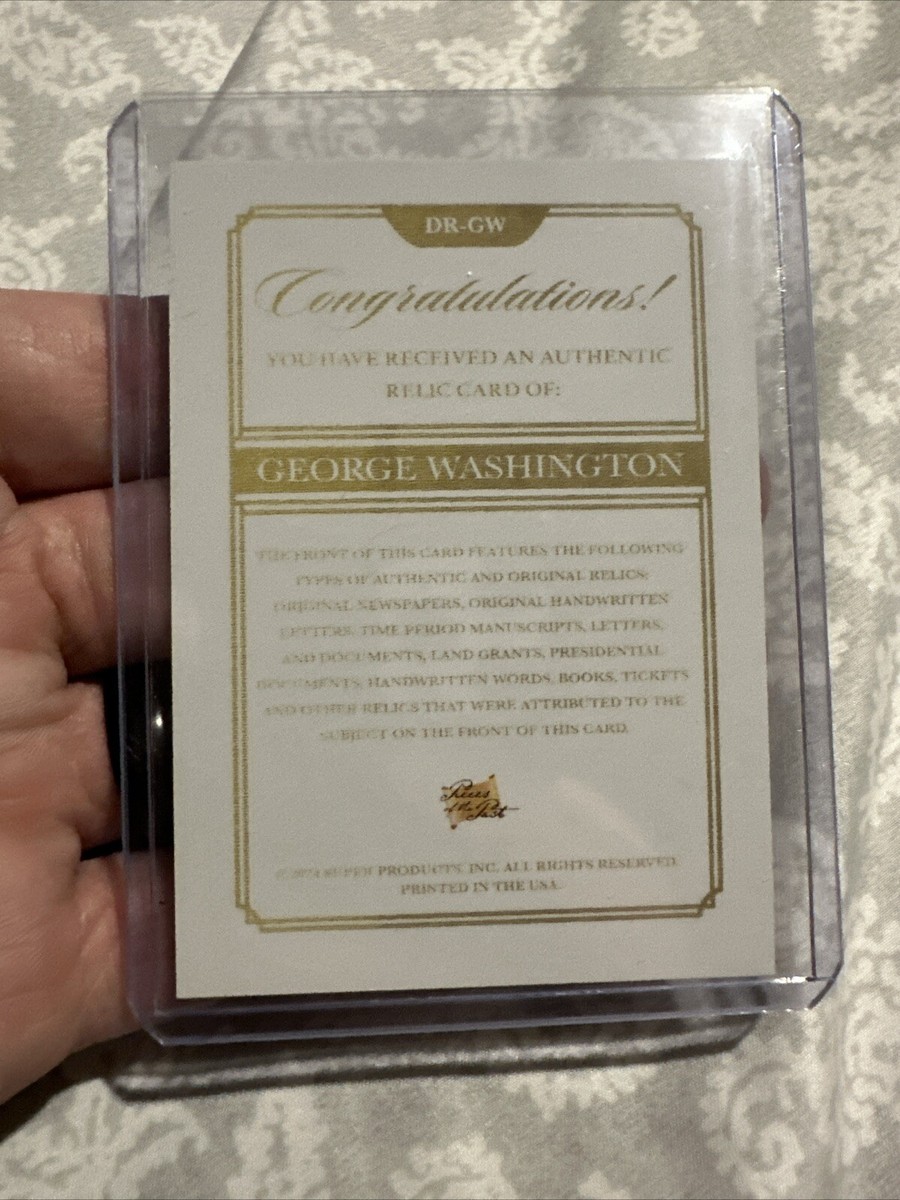 DR-GW
Congratulations!
YOU HAVE RECEIVED AN AUTHENTIC
RELIC CARD OF:
GEORGE WASHINGTON
THE FRONT OF THIS CARD FEATURES THE FOLLOWING
TYPES OF AUTHENTIC AND ORIGINAL RELICS:
ORIGINAL NEWSPAPERS, ORIGINAL HANDWRITTEN
LETTERS, TIME PERIOD MANUSCRIPTS, LETTERS,
AND DOCUMENTS, LAND GRANTS, PRESIDENTIAL
DOCUMENTS, HANDWRITTEN WORDS, BOOKS, TICKETS
AND OTHER RELICS THAT WERE ATTRIBUTED TO THE
SUBJECT ON THE FRONT OF THIS CARD.
Pieces
of the Past
SUPER PRODUCTS, INC. ALL RIGHTS RESERVED.
PRINTED IN THE USA.